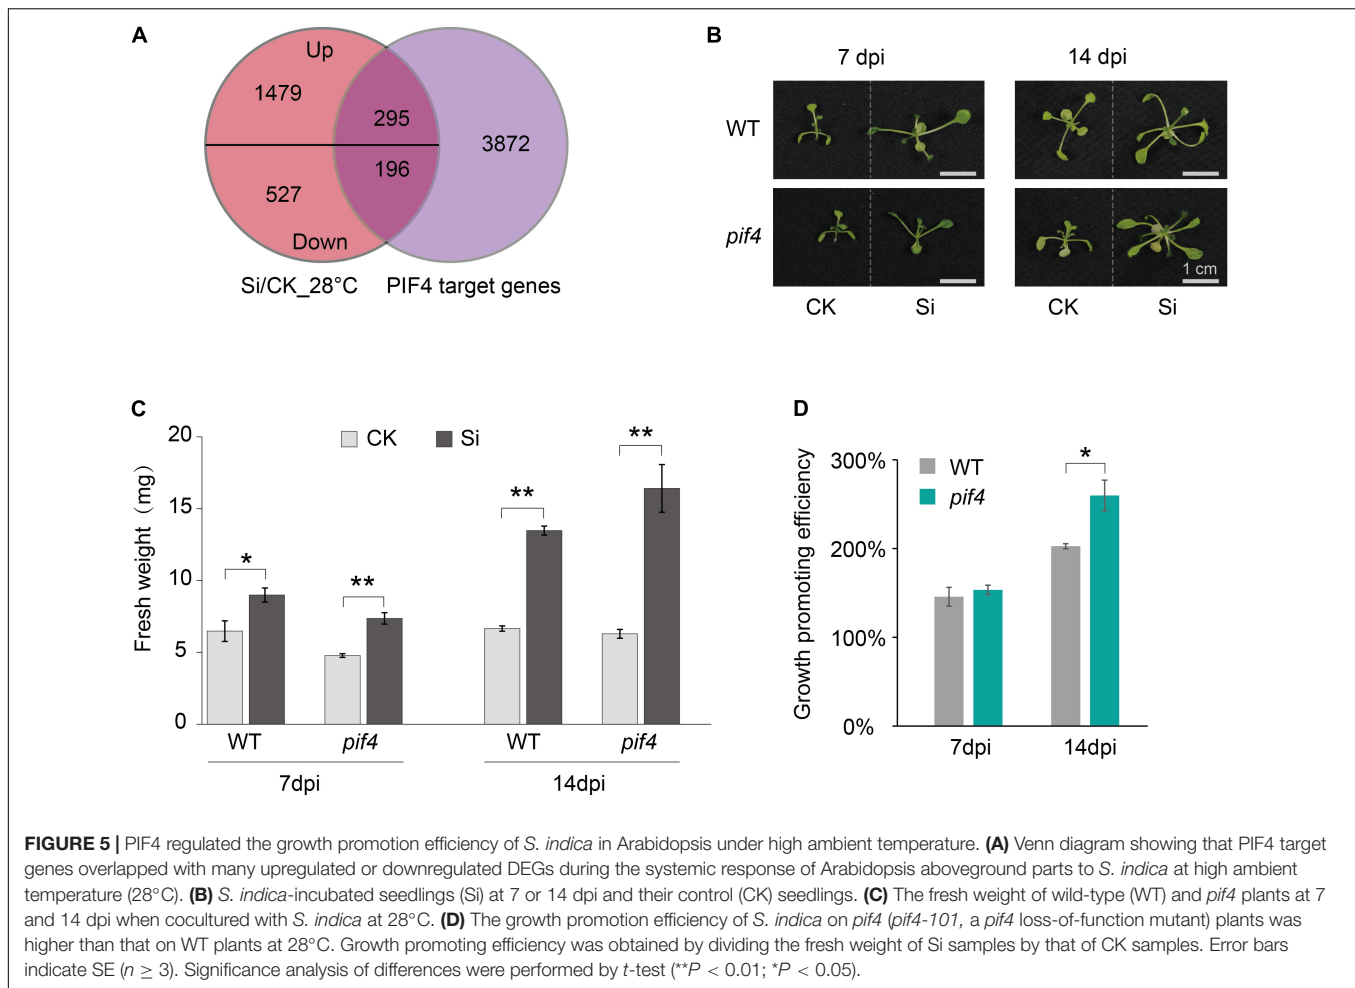 A
Up
1479
295
3872
196
527
Down
Si/CK_28°C
PIF4 target genes
B
7 dpi
14 dpi
WT
pif4
1 cm
CK
Si
CK
Si
C
20
15
10
5
0
Fresh weight (mg)
CK
Si
*
**
**
**
WT
pif4
WT
pif4
7dpi
14dpi
D
300%
200%
100%
0%
Growth promoting efficiency
WT
pif4
*
7dpi
14dpi
FIGURE 5 | PIF4 regulated the growth promotion efficiency of S. indica in Arabidopsis under high ambient temperature. (A) Venn diagram showing that PIF4 target
genes overlapped with many upregulated or downregulated DEGs during the systemic response of Arabidopsis aboveground parts to S. indica at high ambient
temperature (28°C). (B) S. indica-incubated seedlings (Si) at 7 or 14 dpi and their control (CK) seedlings. (C) The fresh weight of wild-type (WT) and pif4 plants at 7
and 14 dpi when cocultured with S. indica at 28°C. (D) The growth promotion efficiency of S. indica on pif4 (pif4-101, a pif4 loss-of-function mutant) plants was
higher than that on WT plants at 28°C. Growth promoting efficiency was obtained by dividing the fresh weight of Si samples by that of CK samples. Error bars
indicate SE (n ≥ 3). Significance analysis of differences were performed by t-test (**P < 0.01; *P < 0.05).